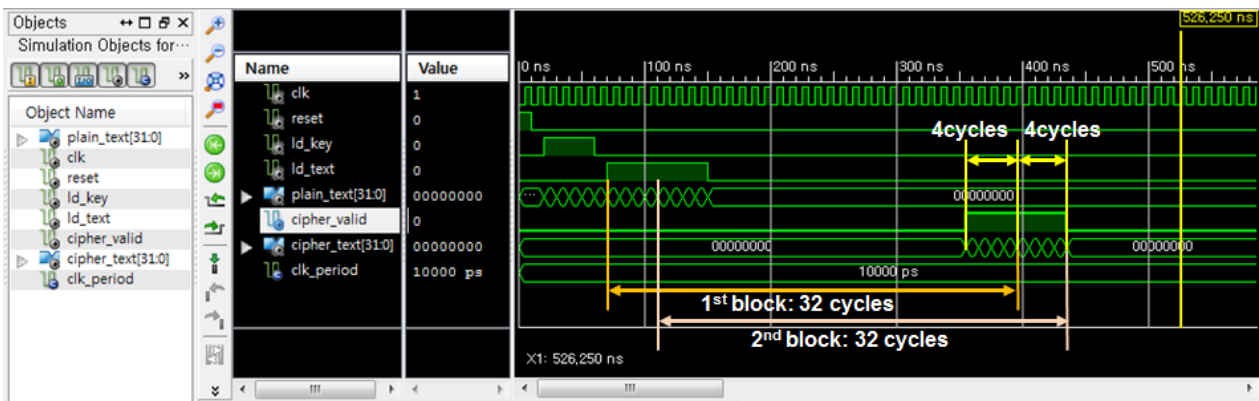 Objects
Simulation Objects for...
Object Name
plain_text[31:0]
clk
reset
ld_key
ld_text
cipher_valid
cipher_text[31:0]
clk_period
Name
Value
clk
1
reset
0
ld_key
0
ld_text
0
plain_text[31:0]
00000000
cipher_valid
0
cipher_text[31:0]
00000000
clk_period
10000 ps
526,250 ns
0 ns
100 ns
200 ns
300 ns
400 ns
500 ns
4cycles
4cycles
00000000
00000000
00000000
10000 ps
1st block: 32 cycles
2nd block: 32 cycles
X1: 526,250 ns